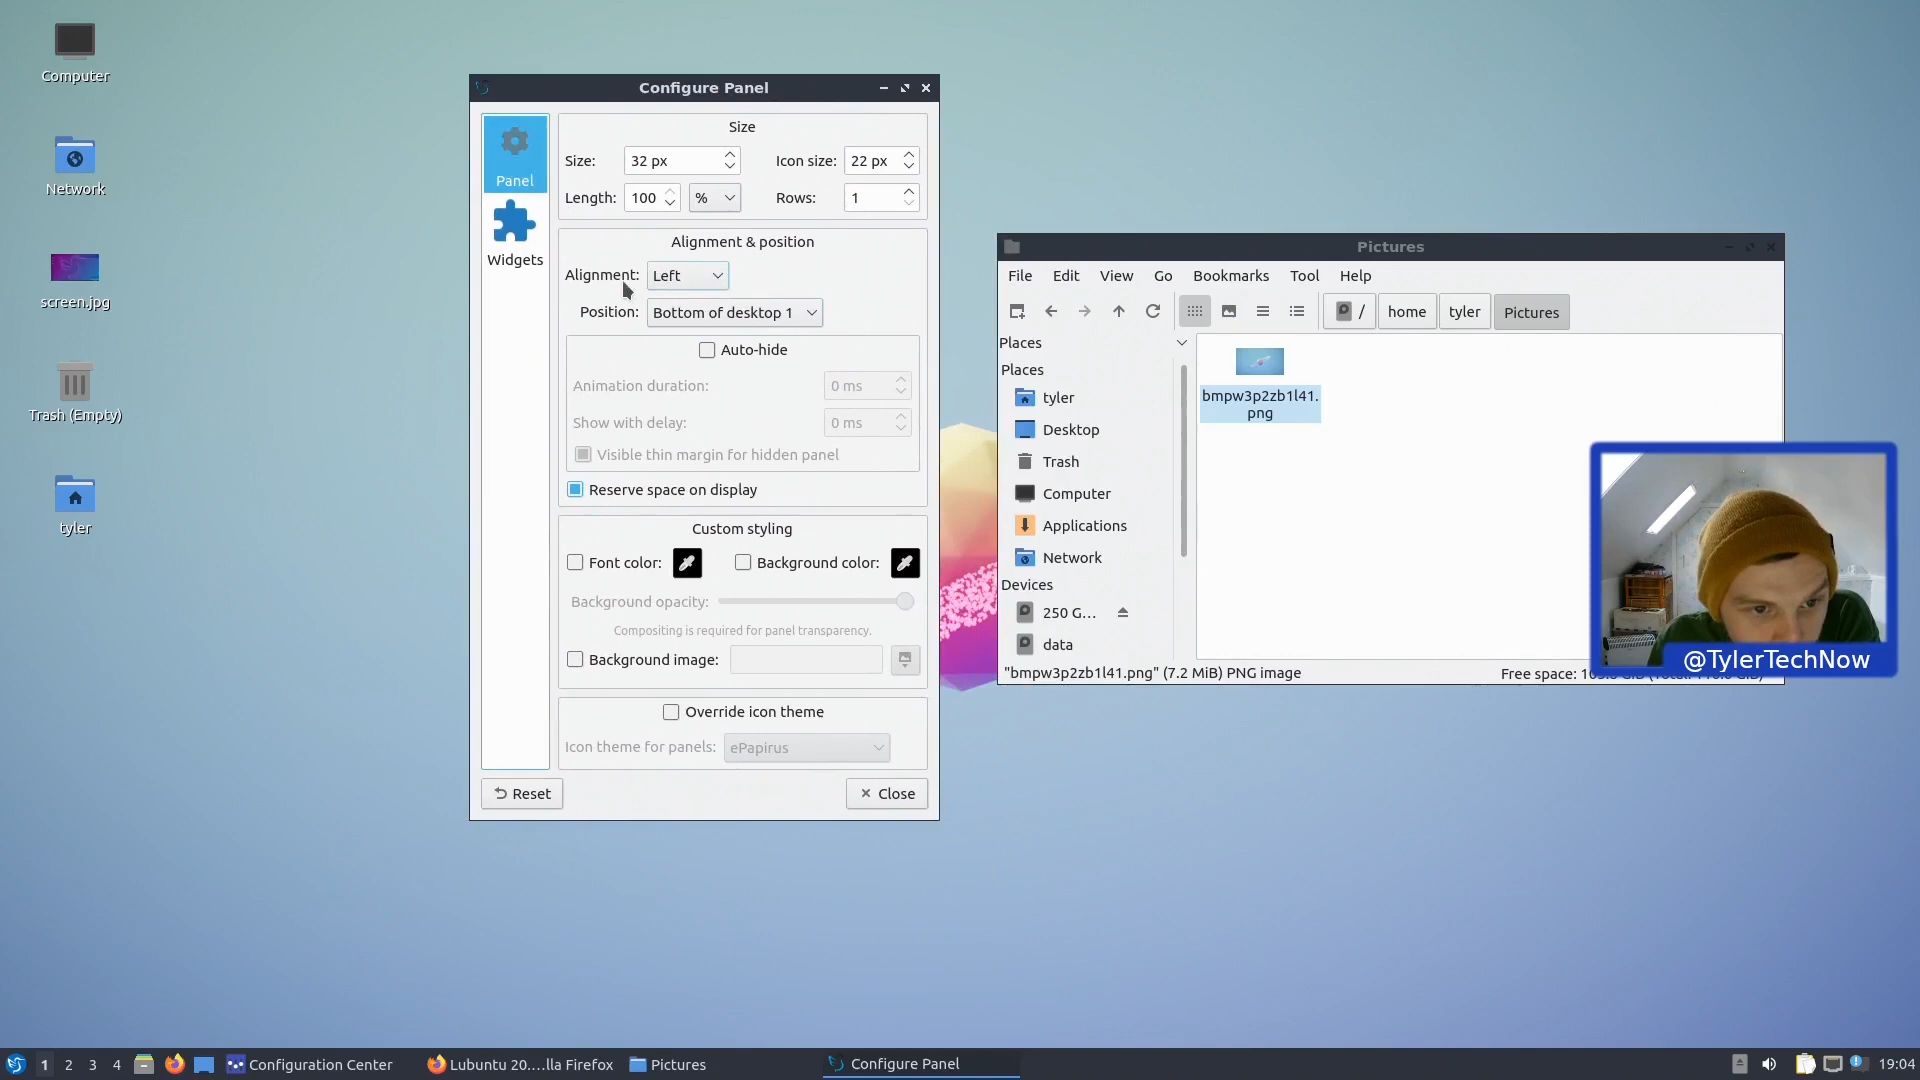 Computer
Network
screen.jpg
Trash (Empty)
tyler
Configure Panel
Panel
Widgets
Size
Size: 32 px Icon size: 22 px
Length: 100 % Rows: 1
Alignment & position
Alignment: Left
Position: Bottom of desktop 1
Auto-hide
Animation duration: 0 ms
Show with delay: 0 ms
Visible thin margin for hidden panel
Reserve space on display
Custom styling
Font color: Background color:
Background opacity:
Compositing is required for panel transparency.
Background image:
Override icon theme
Icon theme for panels: ePapirus
Reset Close
Pictures
File Edit View Go Bookmarks Tool Help
/ home tyler Pictures
Places
Places
tyler
Desktop
Trash
Computer
Applications
Network
Devices
250 G...
data
bmpw3p2zb1l41.
png
"bmpw3p2zb1l41.png" (7.2 MiB) PNG image
Free space:
@TylerTechNow
1 2 3 4 Configuration Center Lubuntu 20....lla Firefox Pictures Configure Panel 19:04